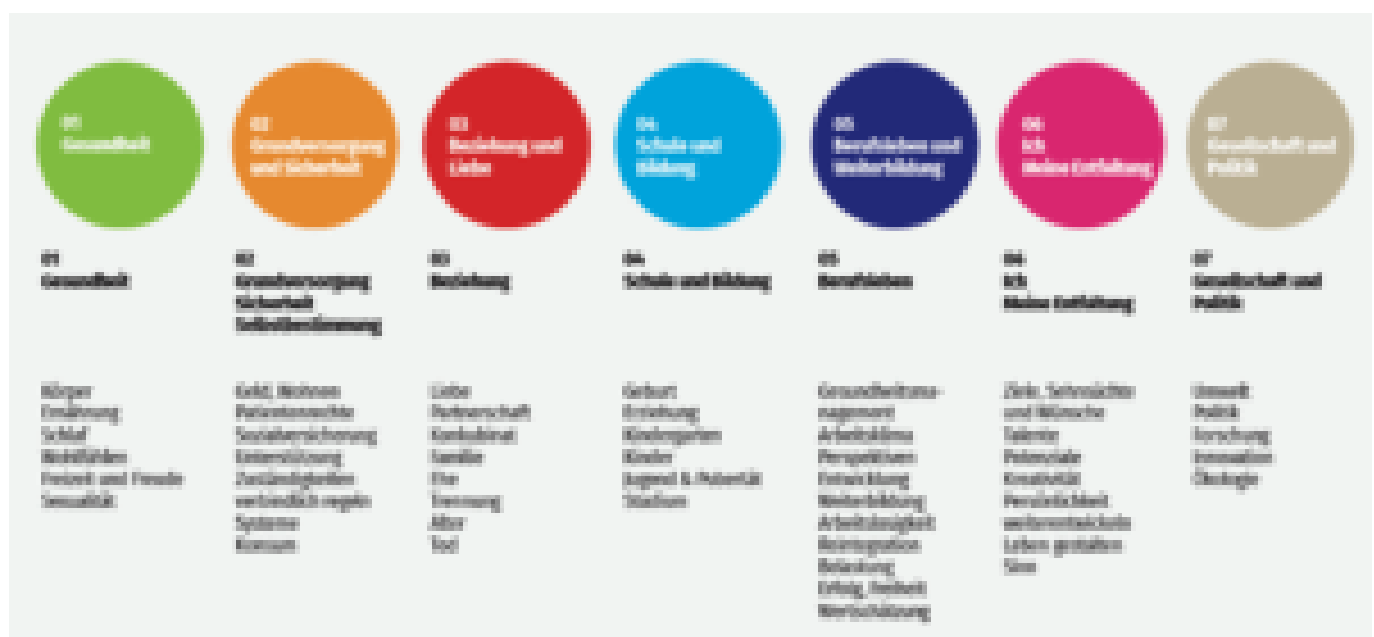 01
Gesundheit
02
Grundversorgung
und Sicherheit
03
Beziehung und
Liebe
04
Schule und
Bildung
05
Berufsleben und
Weiterbildung
06
Ich
Meine Entfaltung
07
Gesellschaft und
Politik
01
Gesundheit
02
Grundversorgung
Sicherheit
Selbstbestimmung
03
Beziehung
04
Schule und Bildung
05
Berufsleben
06
Ich
Meine Entfaltung
07
Gesellschaft und
Politik
Körper
Ernährung
Schlaf
Wohlfühlen
Freizeit und Freude
Sexualität
Geld, Wohnen
Patientenrechte
Sozialversicherung
Unterstützung
Zuständigkeiten
verbindlich regeln
Systeme
Konsum
Liebe
Partnerschaft
Konkubinat
Familie
Ehe
Trennung
Alter
Tod
Geburt
Erziehung
Kindergarten
Kinder
Jugend & Pubertät
Studium
Gesundheitsma-
nagement
Arbeitsklima
Perspektiven
Entwicklung
Weiterbildung
Arbeitslosigkeit
Reintegration
Belastung
Erfolg, Freiheit
Wertschätzung
Ziele, Sehnsüchte
und Wünsche
Talente
Potenziale
Kreativität
Persönlichkeit
weiterentwickeln
Leben gestalten
Sinn
Umwelt
Politik
Forschung
Innovation
Ökologie